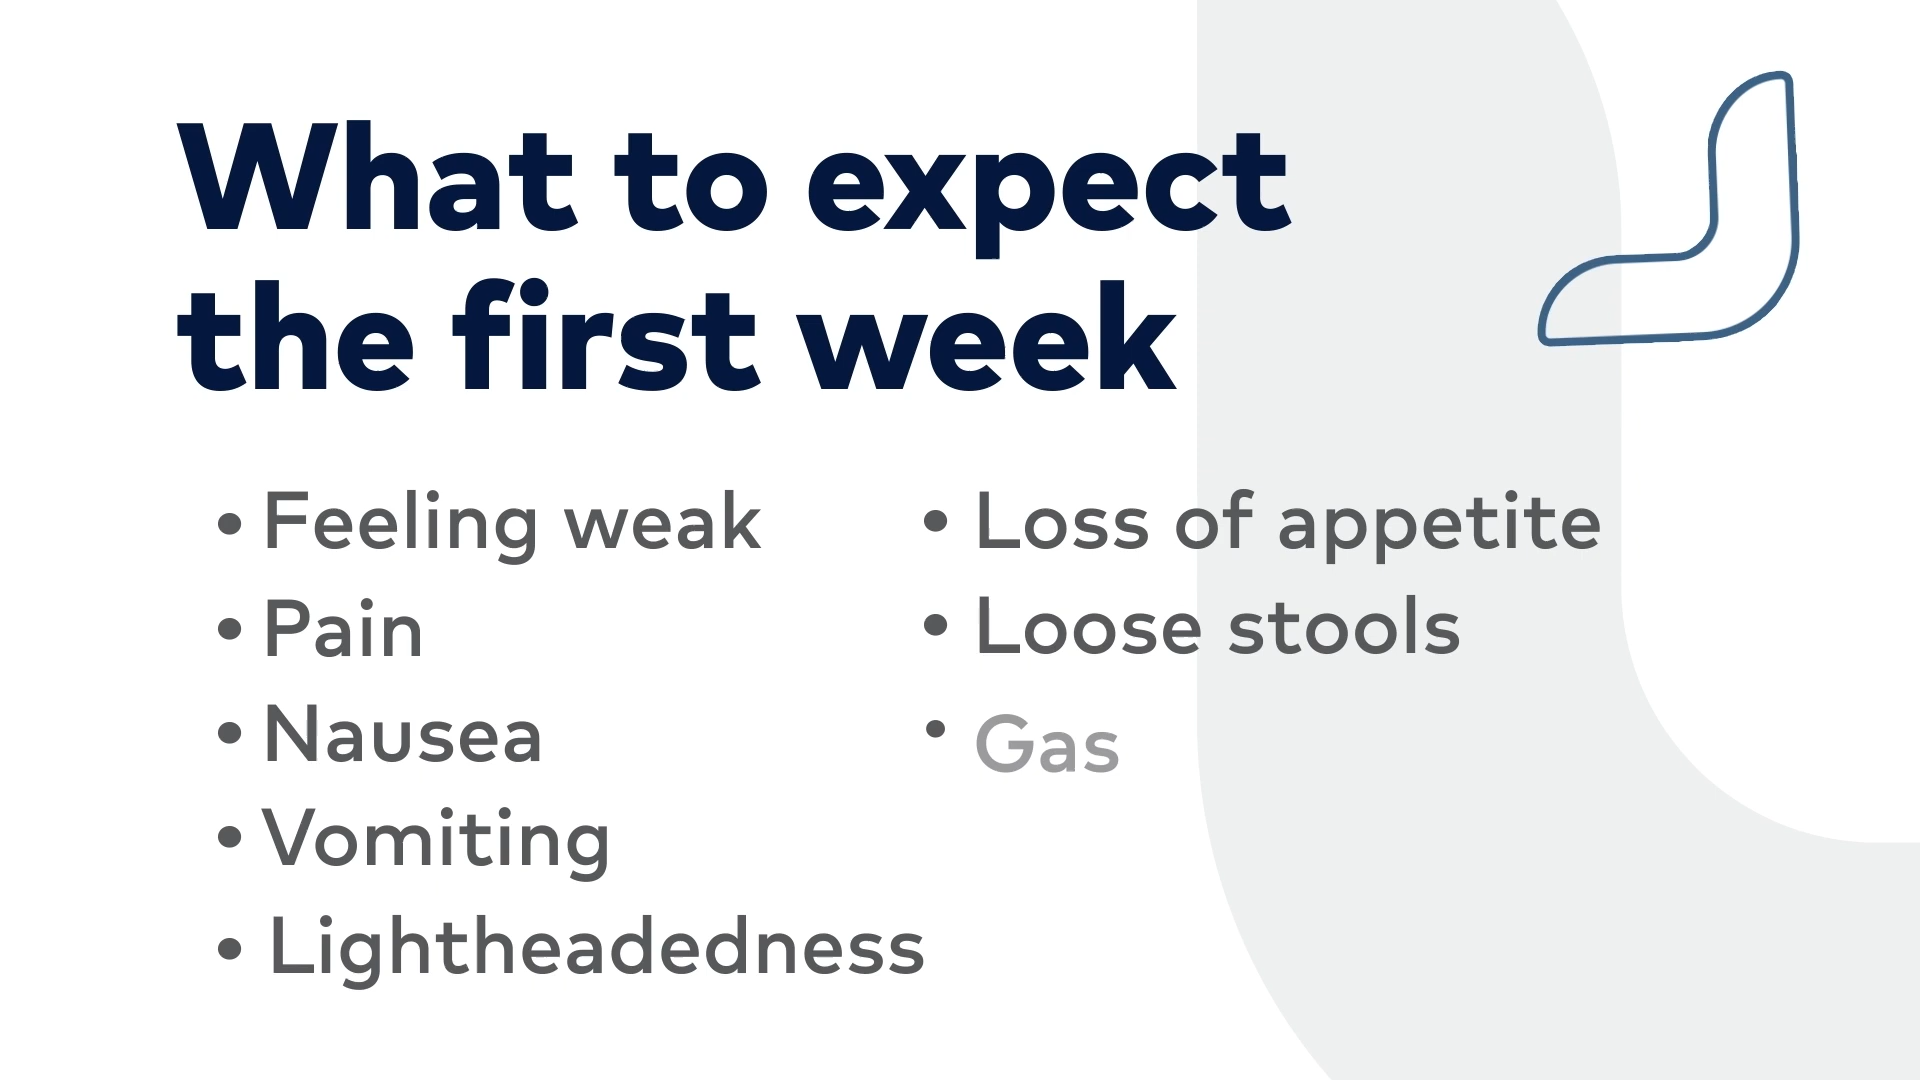 What to expect
the first week
• Feeling weak
• Pain
• Nausea
• Vomiting
• Lightheadedness
• Loss of appetite
• Loose stools
• Gas